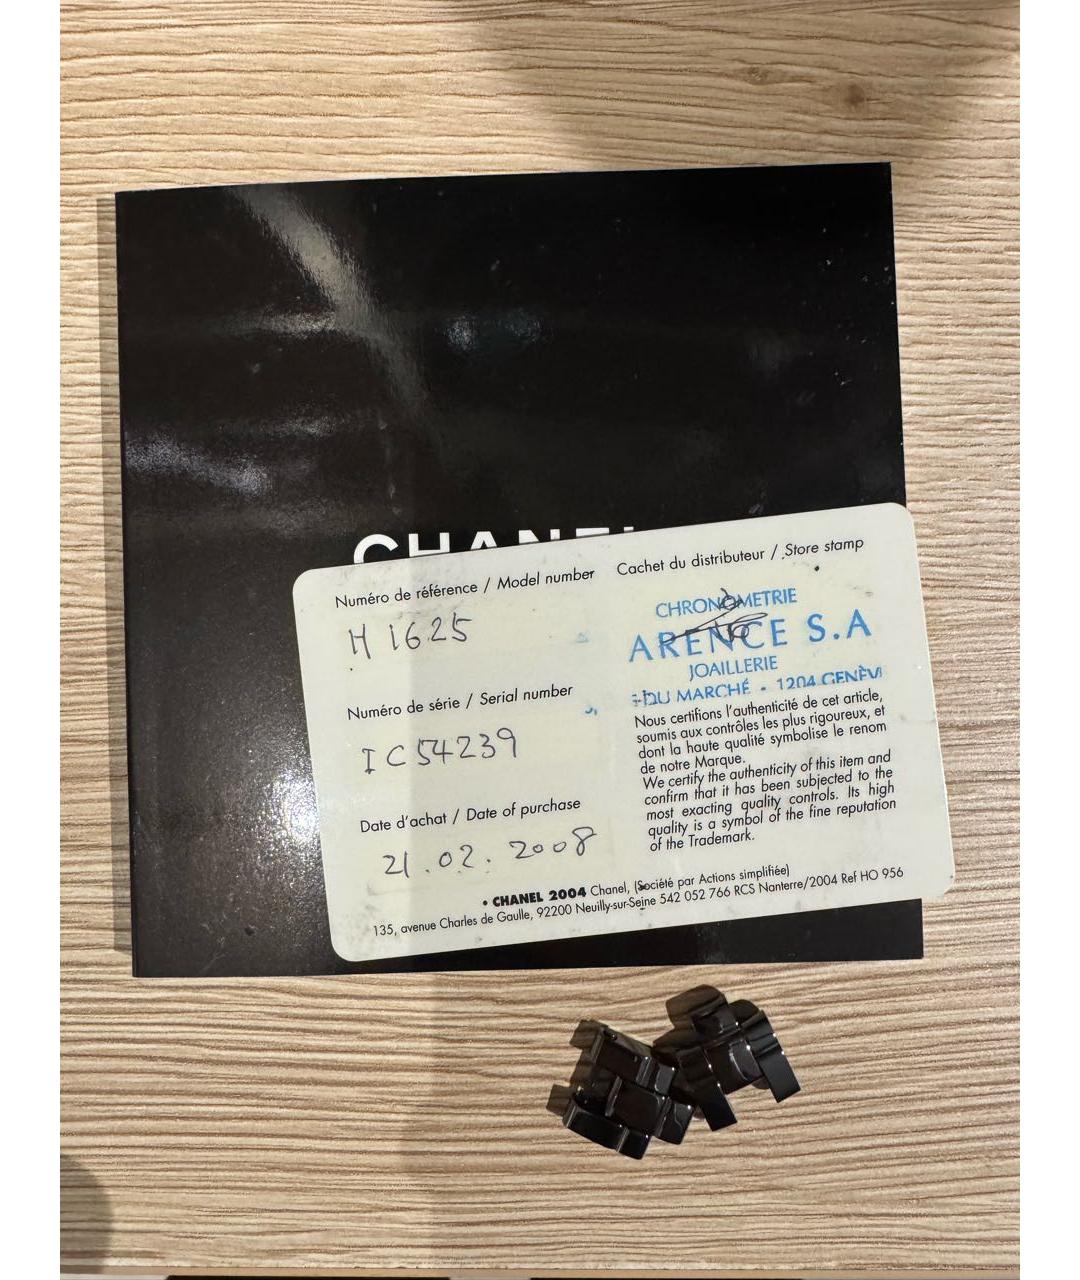 CHANEL
Numéro de référence / Model number
H 1625
Numéro de série / Serial number
IC54239
Date d'achat / Date of purchase
21.02.2008
Cachet du distributeur / Store stamp
CHRONOMETRIE
ARENCE S.A
JOAILLERIE
DU MARCHÉ - 1204 GENÈV
Nous certifions l'authenticité de cet article,
soumis aux contrôles les plus rigoureux, et
dont la haute qualité symbolise le renom
de notre Marque.
We certify the authenticity of this item and
confirm that it has been subjected to the
most exacting quality controls. Its high
quality is a symbol of the fine reputation
of the Trademark.
• CHANEL 2004 Chanel, (Société par Actions simplifiée)
135, avenue Charles de Gaulle, 92200 Neuilly-sur-Seine 542 052 766 RCS Nanterre/2004 Ref HO 956